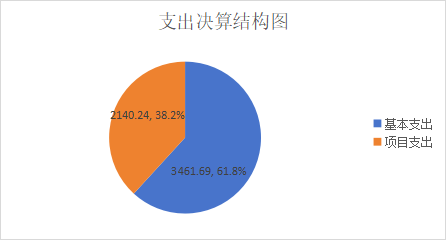 支出决算结构图
2140.24, 38.2%
3461.69, 61.8%
基本支出
项目支出